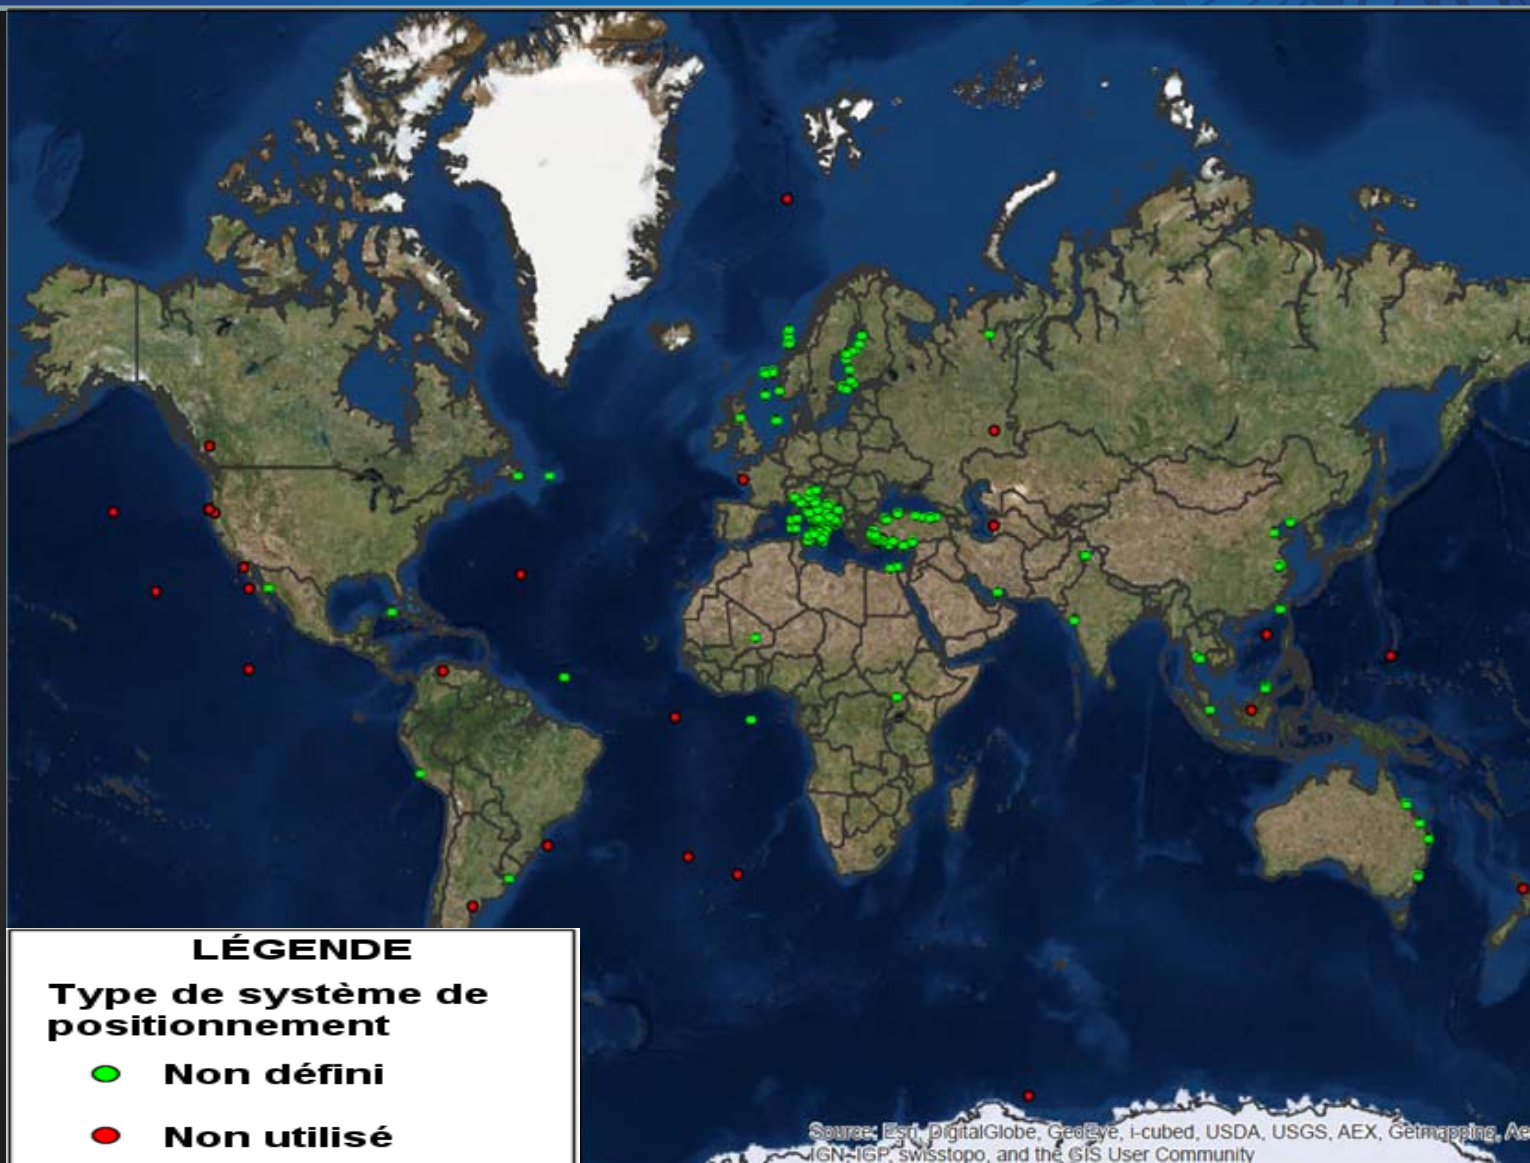 LÉGENDE
Type de système de
positionnement
Non défini
Non utilisé
Source: Esri, DigitalGlobe, GeoEye, i-cubed, USDA, USGS, AEX, Getmapping,
IGN, IGP, swisstopo, and the GIS User Community